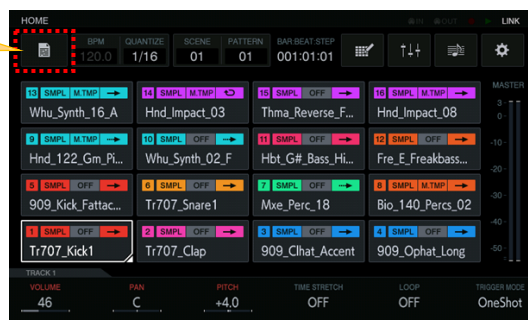 HOME IN OUT LINK
BPM QUANTIZE SCENE PATTERN BAR:BEAT:STEP
120.0 1/16 01 01 001:01:01
MASTER
13 SMPL M.TMP 14 SMPL M.TMP 15 SMPL OFF 16 SMPL M.TMP
Whu_Synth_16_A Hnd_Impact_03 Thma_Reverse_F... Hnd_Impact_08
9 SMPL M.TMP 10 SMPL OFF 11 SMPL OFF 12 SMPL OFF
Hnd_122_Gm_Pi... Whu_Synth_02_F Hbt_G#_Bass_Hi... Fre_E_Freakbass...
5 SMPL OFF 6 SMPL OFF 7 SMPL OFF 8 SMPL M.TMP
909_Kick_Fattac... Tr707_Snare1 Mxe_Perc_18 Bio_140_Percs_02
1 SMPL OFF 2 SMPL OFF 3 SMPL OFF 4 SMPL OFF
Tr707_Kick1 Tr707_Clap 909_Clhat_Accent 909_Ophat_Long
3
0
-10
-20
-30
-40
-50
TRACK 1
VOLUME PAN PITCH TIME STRETCH LOOP TRIGGER MODE
46 C +4.0 OFF OFF OneShot